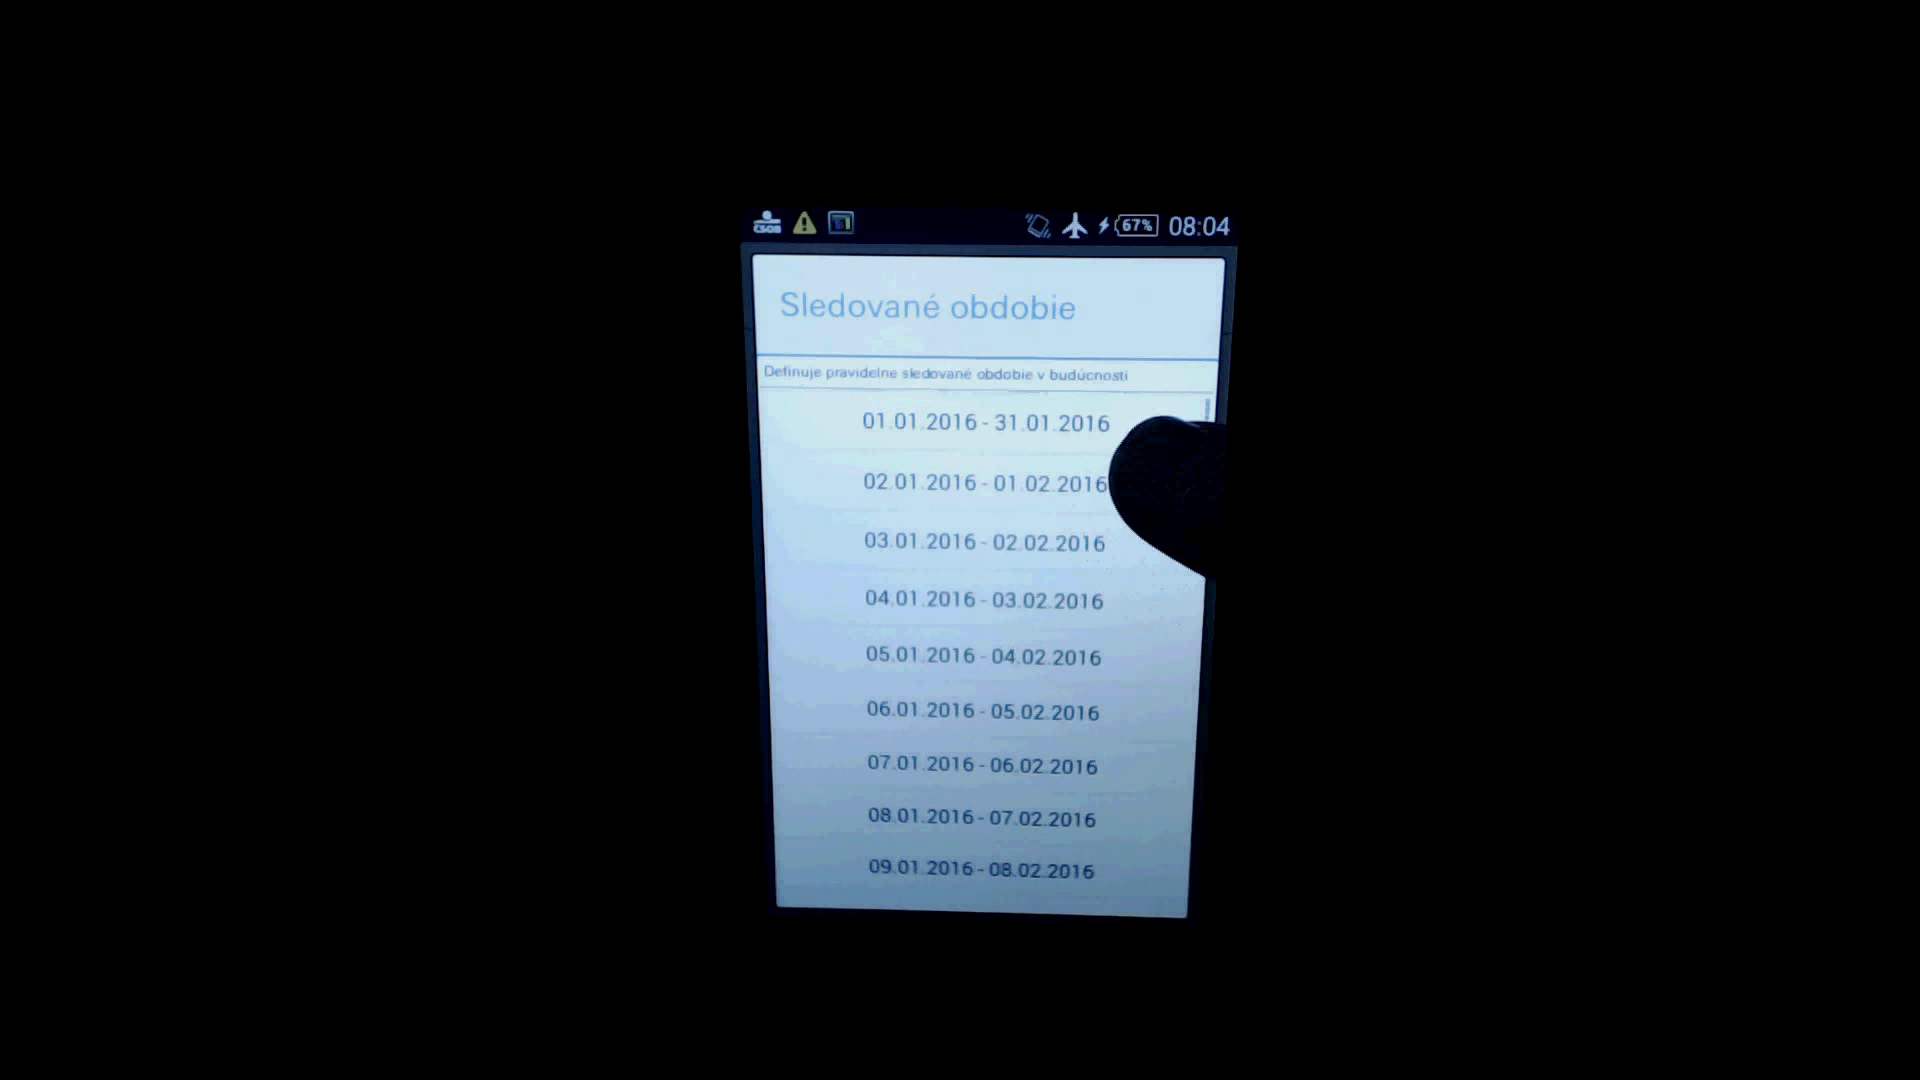 ČSOB 67% 08:04
Sledované obdobie
Definuje pravidelne sledované obdobie v budúcnosti
01.01.2016 - 31.01.2016
02.01.2016 - 01.02.2016
03.01.2016 - 02.02.2016
04.01.2016 - 03.02.2016
05.01.2016 - 04.02.2016
06.01.2016 - 05.02.2016
07.01.2016 - 06.02.2016
08.01.2016 - 07.02.2016
09.01.2016 - 08.02.2016